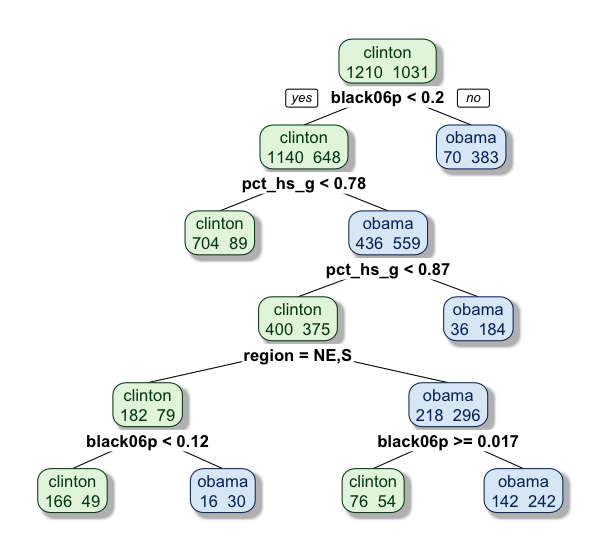 clinton
1210 1031
yes black06p < 0.2 no
clinton
1140 648
obama
70 383
pct_hs_g < 0.78
clinton
704 89
obama
436 559
pct_hs_g < 0.87
clinton
400 375
obama
36 184
region = NE,S
clinton
182 79
obama
218 296
black06p < 0.12
black06p >= 0.017
clinton
166 49
obama
16 30
clinton
76 54
obama
142 242